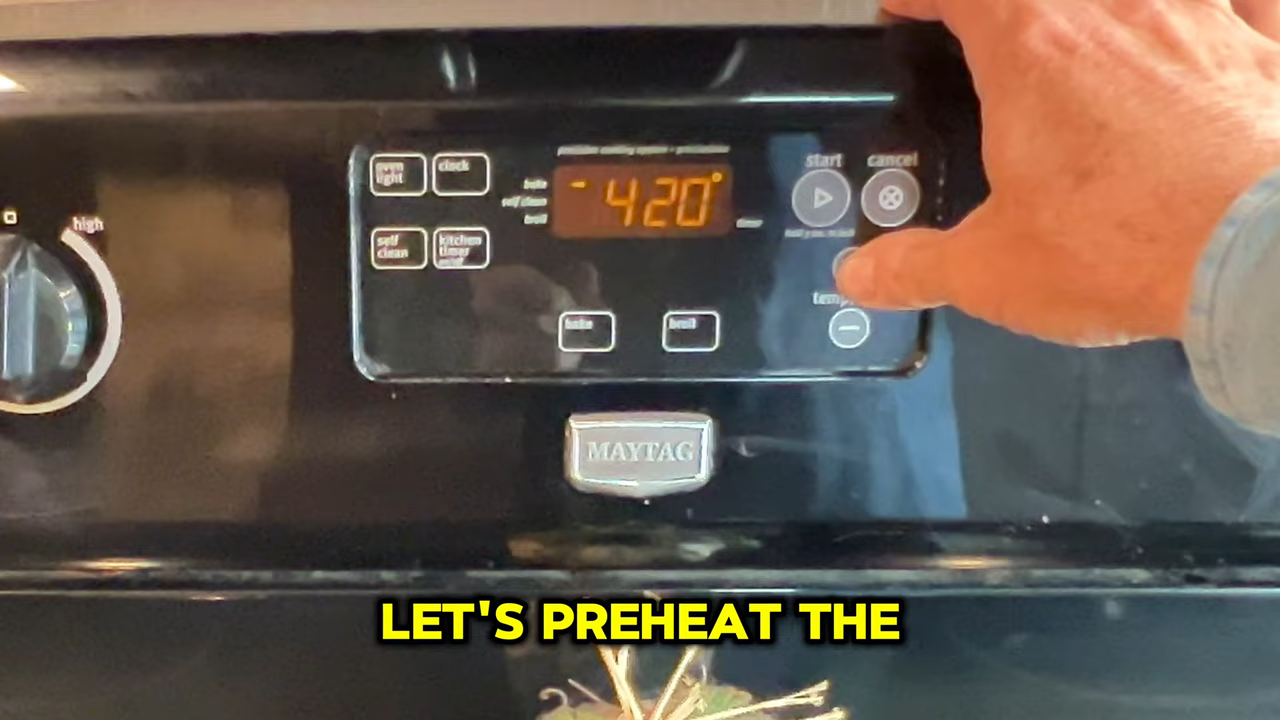 high
oven
light
clock
self
clean
kitchen
timer
bake
self clean
broil
420°
timer
start
cancel
bake
broil
MAYTAG
LET'S PREHEAT THE